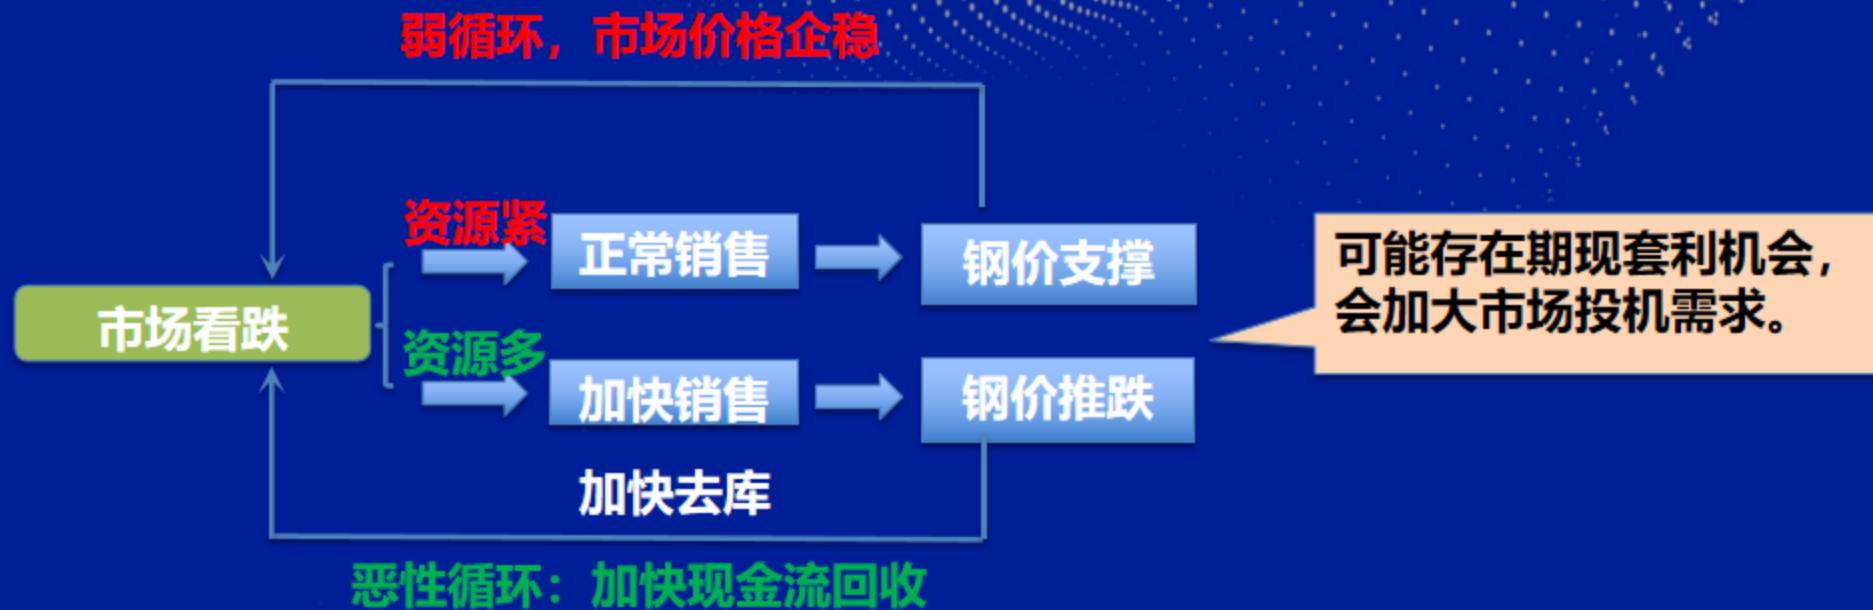 弱循环，市场价格企稳
资源紧
正常销售
钢价支撑
可能存在期现套利机会，
会加大市场投机需求。
市场看跌
资源多
加快销售
钢价推跌
加快去库
恶性循环：加快现金流回收